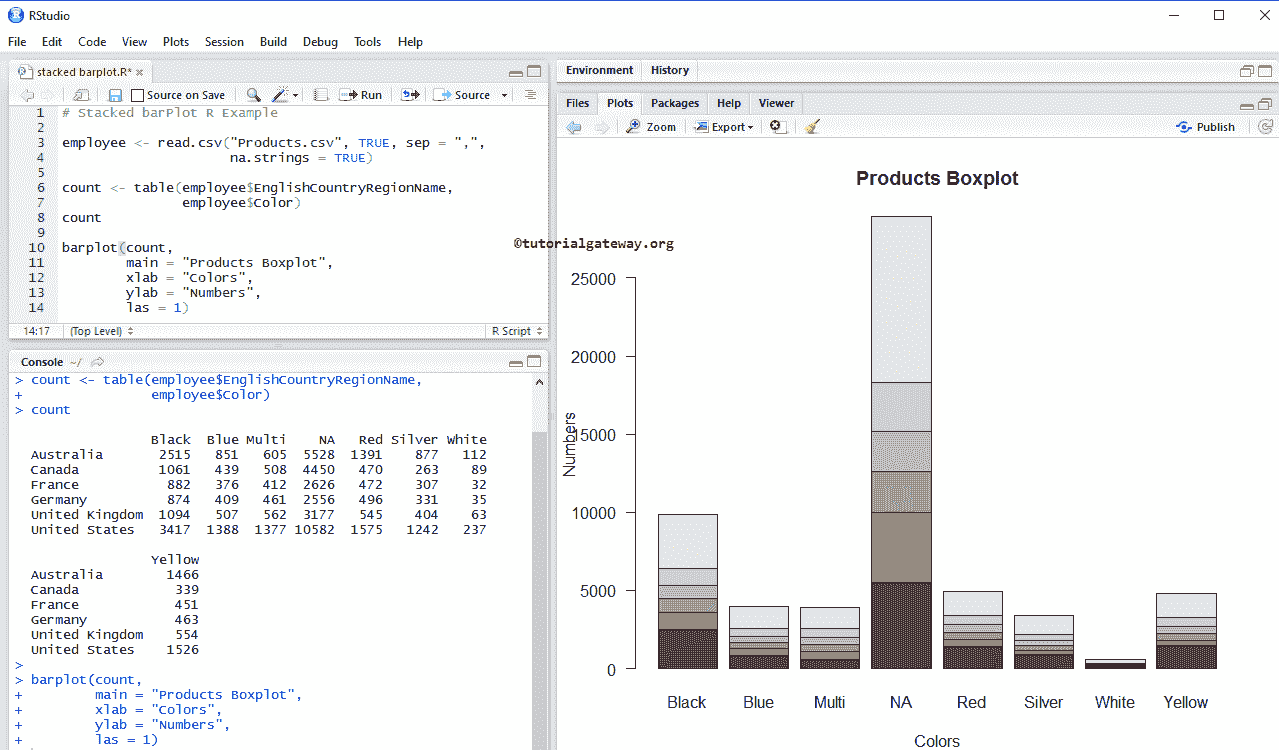 RStudio
File Edit Code View Plots Session Build Debug Tools Help
stacked barplot.R*
Source on Save Run Source
1 # Stacked barPlot R Example
2
3 employee <- read.csv("Products.csv", TRUE, sep = ",",
4                      na.strings = TRUE)
5
6 count <- table(employee$EnglishCountryRegionName,
7                employee$Color)
8 count
9
10 barplot(count,
11         main = "Products Boxplot",
12         xlab = "Colors",
13         ylab = "Numbers",
14         las = 1)
14:17 (Top Level) R Script
Console ~/
> count <- table(employee$EnglishCountryRegionName,
+                employee$Color)
> count
Black Blue Multi NA Red Silver White
Australia 2515 851 605 5528 1391 877 112
Canada 1061 439 508 4450 470 263 89
France 882 376 412 2626 472 307 32
Germany 874 409 461 2556 496 331 35
United Kingdom 1094 507 562 3177 545 404 63
United States 3417 1388 1377 10582 1575 1242 237
Yellow
Australia 1466
Canada 339
France 451
Germany 463
United Kingdom 554
United States 1526
>
> barplot(count,
+         main = "Products Boxplot",
+         xlab = "Colors",
+         ylab = "Numbers",
+         las = 1)
Environment History
Files Plots Packages Help Viewer
Zoom Export Publish
Products Boxplot
©tutorialgateway.org
25000
20000
15000
10000
5000
0
Numbers
Black Blue Multi NA Red Silver White Yellow
Colors